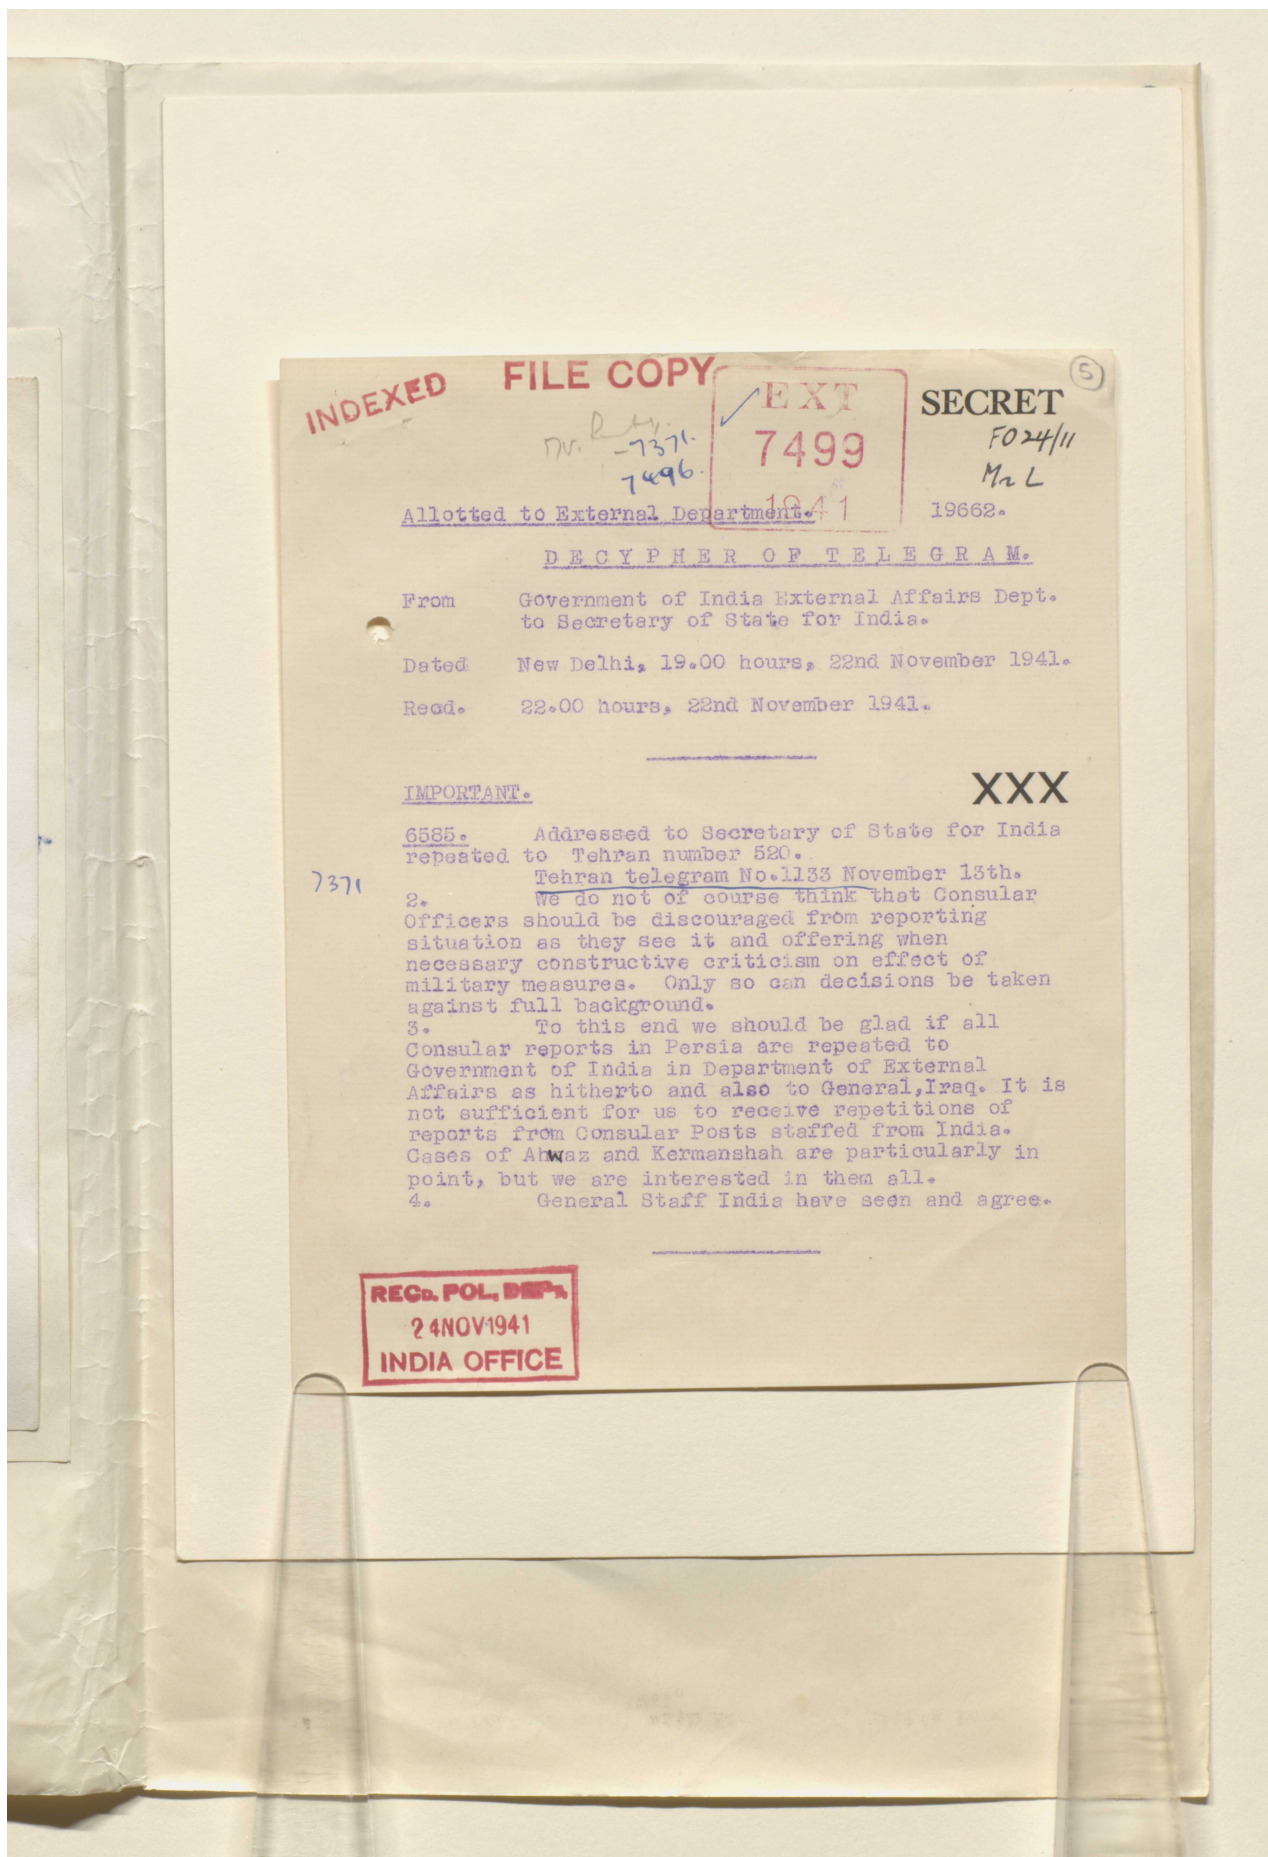 INDEXED
FILE COPY
5
EXT
7499
1941
SECRET
FO 24/11
Mr L
-7371.
7496.
Allotted to External Department.
19662.
DECYPHER OF TELEGRAM.
From Government of India External Affairs Dept.
to Secretary of State for India.
Dated New Delhi, 19.00 hours, 22nd November 1941.
Recd. 22.00 hours, 22nd November 1941.
XXX
IMPORTANT.
6585. Addressed to Secretary of State for India
repeated to Tehran number 520.
7371
Tehran telegram No.1133 November 13th.
2. We do not of course think that Consular
Officers should be discouraged from reporting
situation as they see it and offering when
necessary constructive criticism on effect of
military measures. Only so can decisions be taken
against full background.
3. To this end we should be glad if all
Consular reports in Persia are repeated to
Government of India in Department of External
Affairs as hitherto and also to General,Iraq. It is
not sufficient for us to receive repetitions of
reports from Consular Posts staffed from India.
Cases of Ahwaz and Kermanshah are particularly in
point, but we are interested in them all.
4. General Staff India have seen and agree.
RECD. POL. DEPT.
24NOV1941
INDIA OFFICE